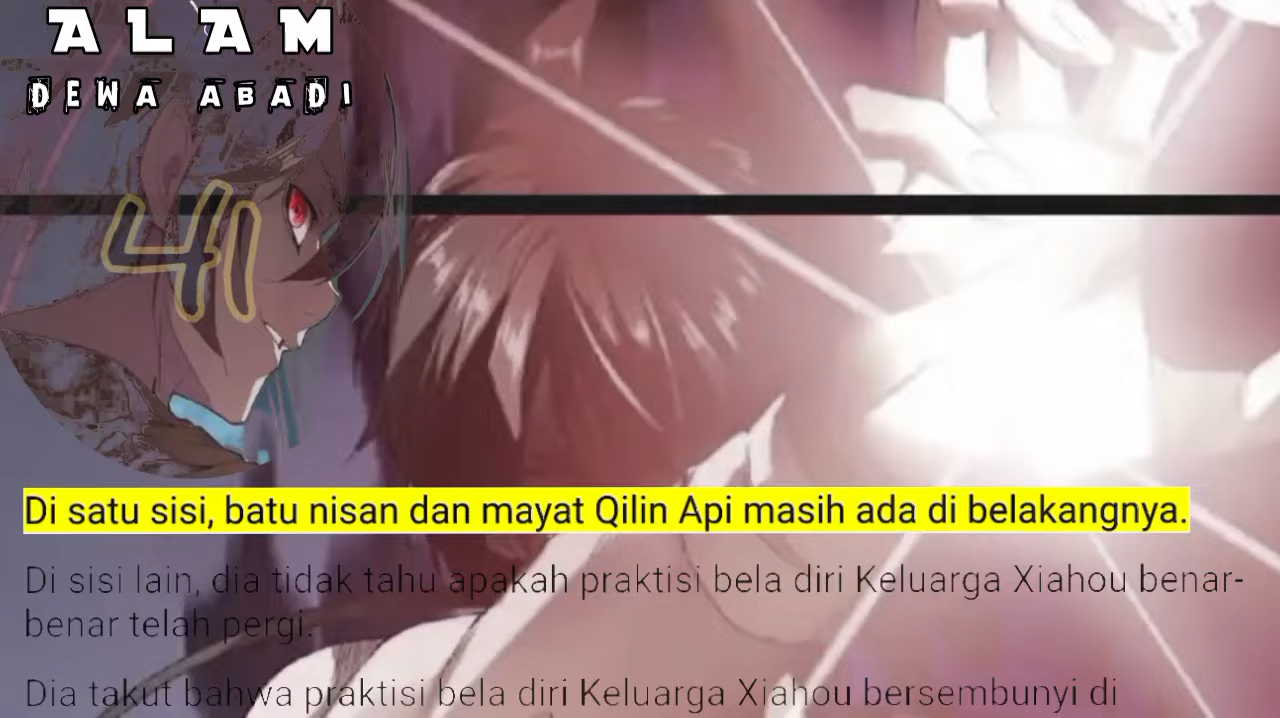 ALAM
DEWA ABADI
41
Di satu sisi, batu nisan dan mayat Qilin Api masih ada di belakangnya.
Di sisi lain, dia tidak tahu apakah praktisi bela diri Keluarga Xiahou benar-
benar telah pergi.
Dia takut bahwa praktisi bela diri Keluarga Xiahou bersembunyi di